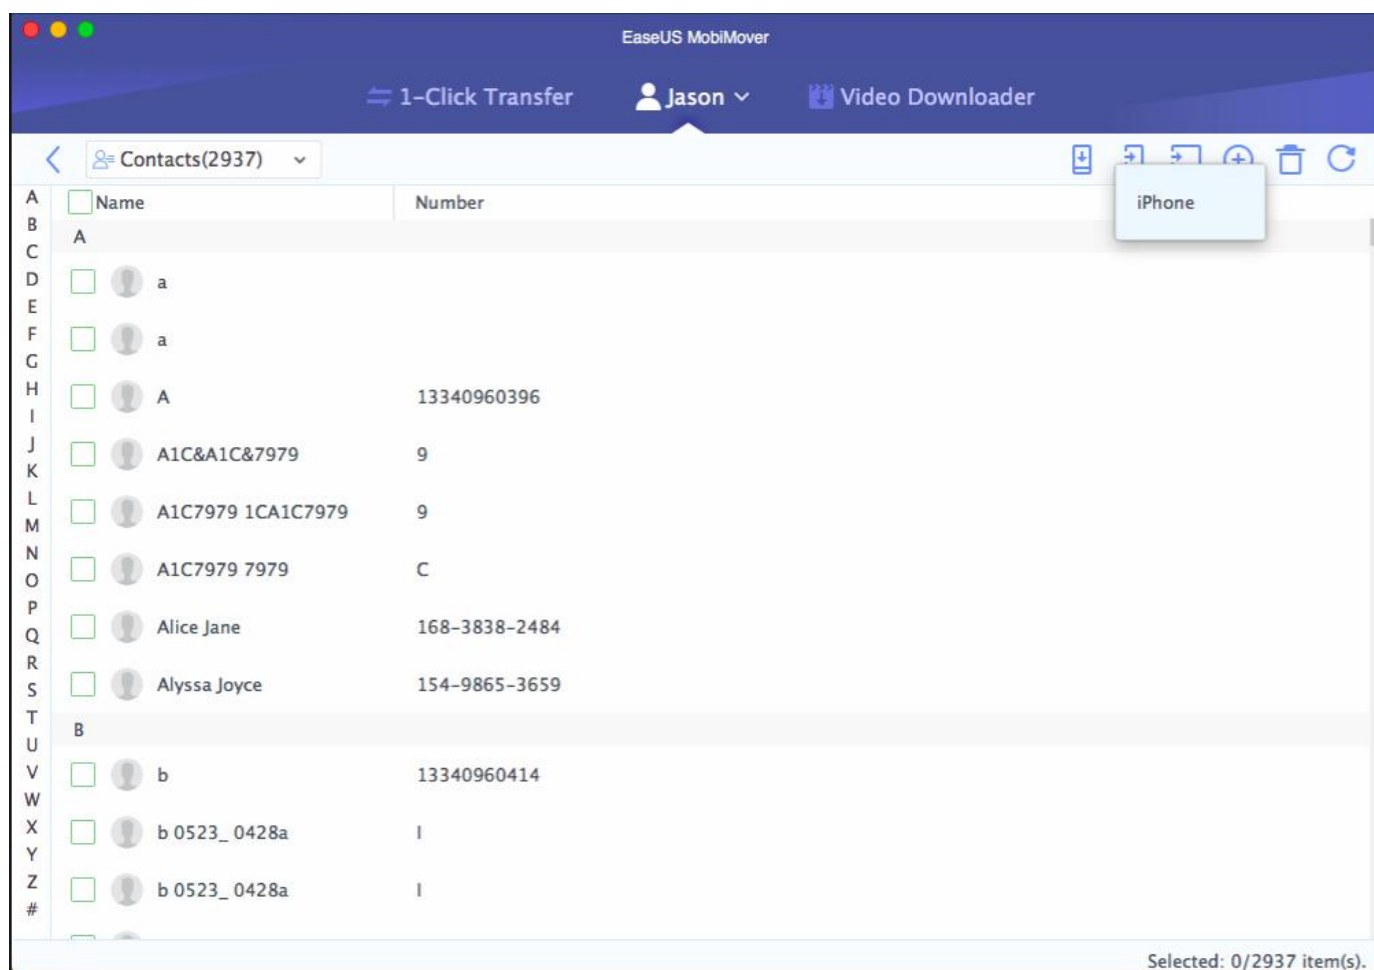 EaseUS MobiMover
1-Click Transfer Jason Video Downloader
Contacts(2937)
iPhone
Name Number
A
a
a
A 13340960396
A1C&A1C&7979 9
A1C7979 1CA1C7979 9
A1C7979 7979 C
Alice Jane 168-3838-2484
Alyssa Joyce 154-9865-3659
B
b 13340960414
b 0523_ 0428a I
b 0523_ 0428a I
A
B
C
D
E
F
G
H
I
J
K
L
M
N
O
P
Q
R
S
T
U
V
W
X
Y
Z
#
Selected: 0/2937 item(s).